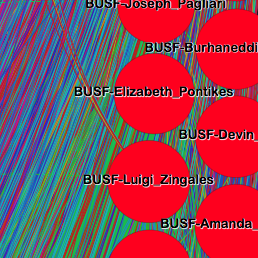 BUSF-Joseph_Pagliari
BUSF-Burhaneddi
BUSF-Elizabeth_Pontikes
BUSF-Devin_
BUSF-Luigi_Zingales
BUSF-Amanda_